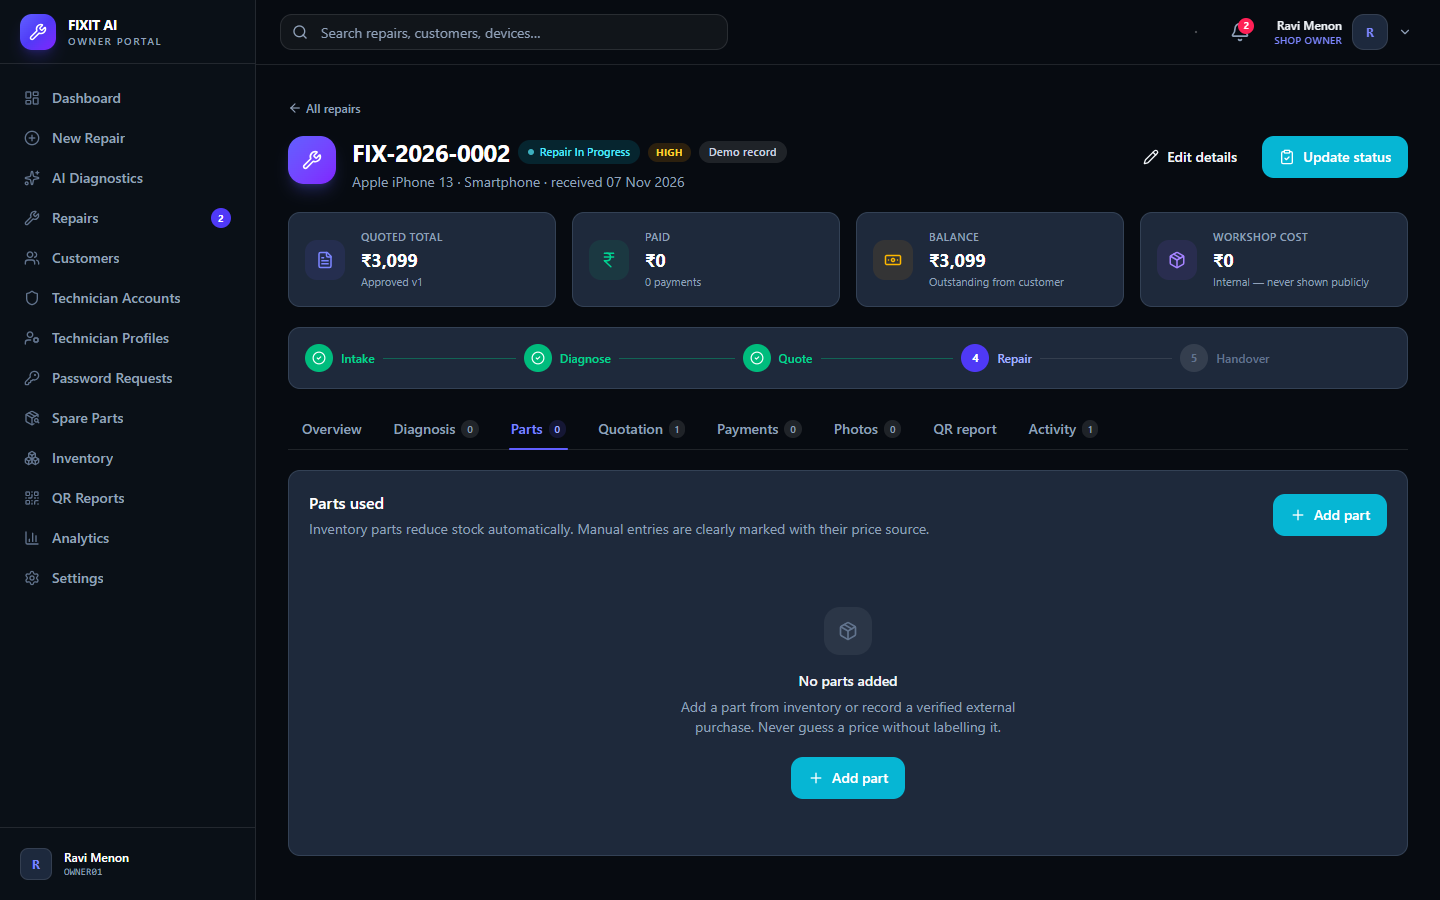 FIXIT AI
OWNER PORTAL
Dashboard
New Repair
AI Diagnostics
Repairs 2
Customers
Technician Accounts
Technician Profiles
Password Requests
Spare Parts
Inventory
QR Reports
Analytics
Settings
R Ravi Menon
OWNER01
Search repairs, customers, devices...
2
Ravi Menon
SHOP OWNER
R
All repairs
FIX-2026-0002 Repair In Progress HIGH Demo record
Apple iPhone 13 · Smartphone · received 07 Nov 2026
Edit details
Update status
QUOTED TOTAL
₹3,099
Approved v1
PAID
₹0
0 payments
BALANCE
₹3,099
Outstanding from customer
WORKSHOP COST
₹0
Internal — never shown publicly
Intake Diagnose Quote 4 Repair 5 Handover
Overview Diagnosis 0 Parts 0 Quotation 1 Payments 0 Photos 0 QR report Activity 1
Parts used
Inventory parts reduce stock automatically. Manual entries are clearly marked with their price source.
Add part
No parts added
Add a part from inventory or record a verified external
purchase. Never guess a price without labelling it.
Add part